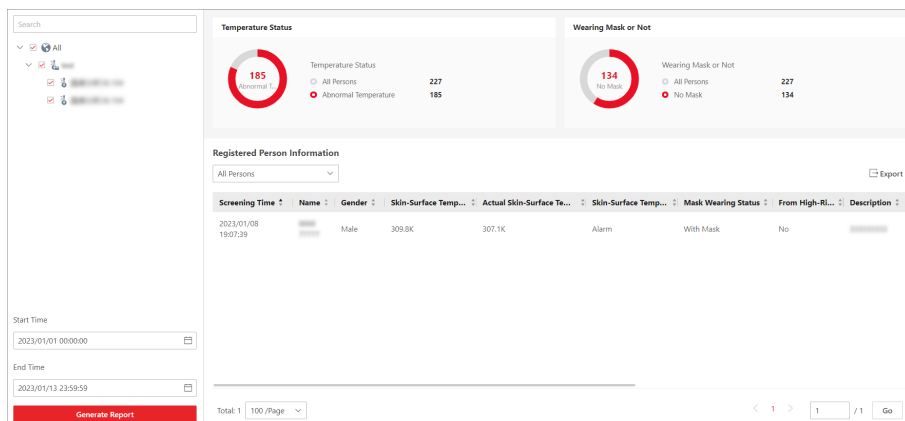 Search
All
Start Time
2023/01/01 00:00:00
End Time
2023/01/13 23:59:59
Generate Report
Temperature Status
185
Abnormal T...
Temperature Status
All Persons 227
Abnormal Temperature 185
Wearing Mask or Not
134
No Mask
Wearing Mask or Not
All Persons 227
No Mask 134
Registered Person Information
All Persons
Export
Screening Time Name Gender Skin-Surface Temp... Actual Skin-Surface Te... Skin-Surface Temp... Mask Wearing Status From High-Ri... Description
2023/01/08
19:07:39
Male 309.8K 307.1K Alarm With Mask No
Total: 1 100 /Page 1 1 / 1 Go